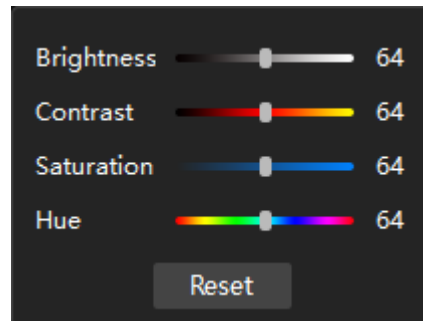 Brightness 64
Contrast 64
Saturation 64
Hue 64
Reset